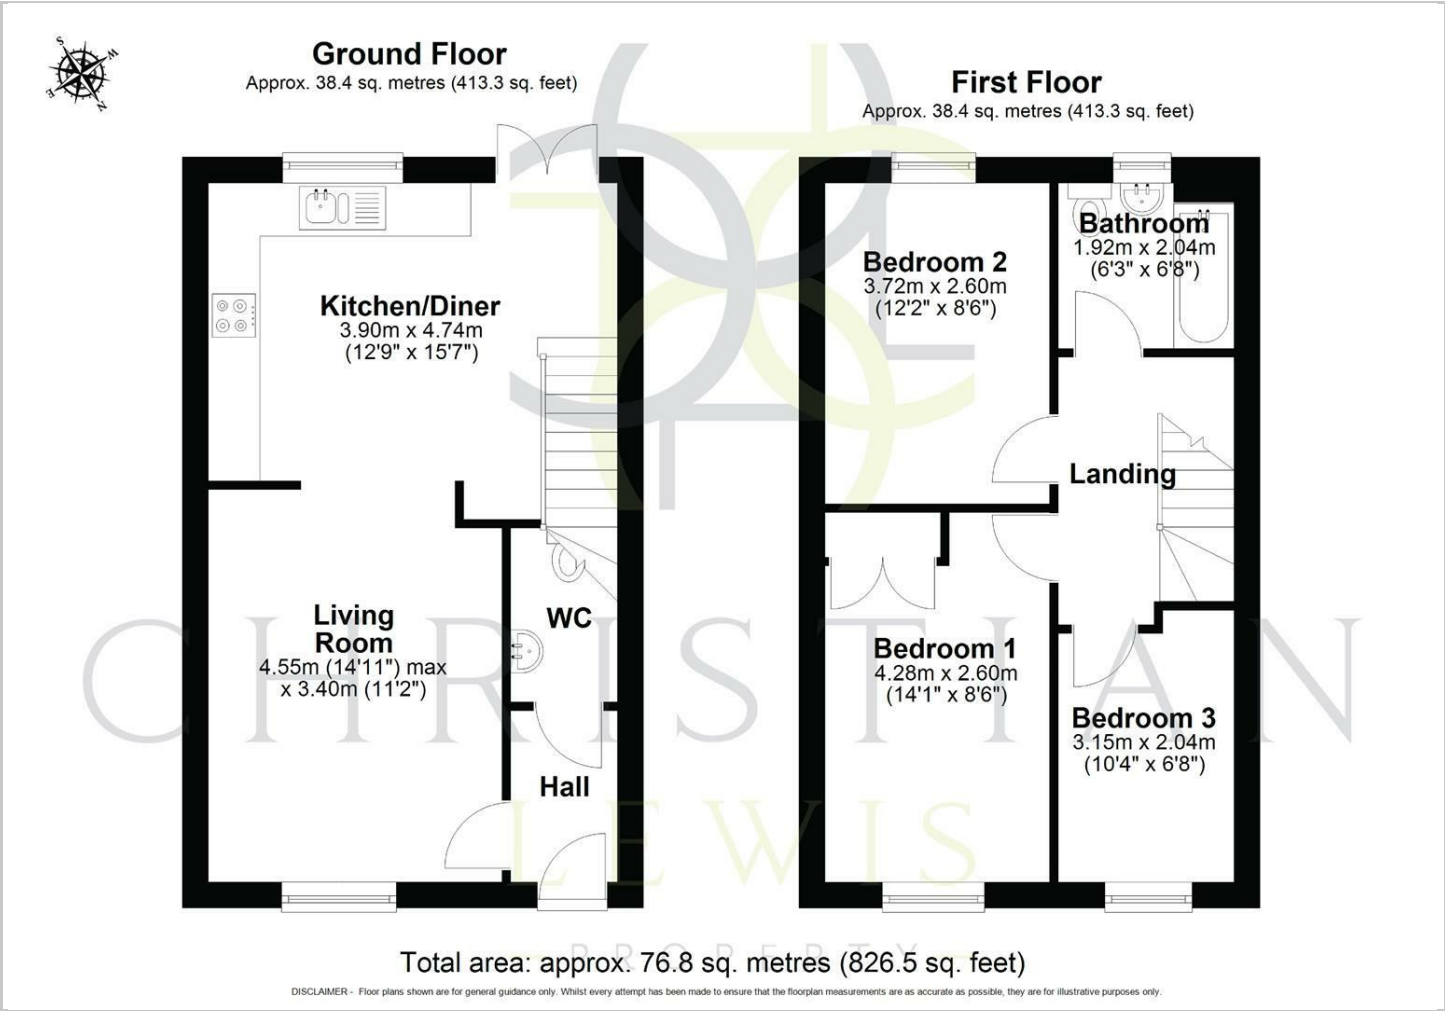 S
W
E
N
Ground Floor
Approx. 38.4 sq. metres (413.3 sq. feet)
First Floor
Approx. 38.4 sq. metres (413.3 sq. feet)
Kitchen/Diner
3.90m x 4.74m
(12'9" x 15'7")
Living
Room
4.55m (14'11") max
x 3.40m (11'2")
WC
Hall
Bedroom 2
3.72m x 2.60m
(12'2" x 8'6")
Bathroom
1.92m x 2.04m
(6'3" x 6'8")
Landing
Bedroom 1
4.28m x 2.60m
(14'1" x 8'6")
Bedroom 3
3.15m x 2.04m
(10'4" x 6'8")
CHRISTIAN
LEWIS
PROPERTY
Total area: approx. 76.8 sq. metres (826.5 sq. feet)
DISCLAIMER - Floor plans shown are for general guidance only. Whilst every attempt has been made to ensure that the floorplan measurements are as accurate as possible, they are for illustrative purposes only.